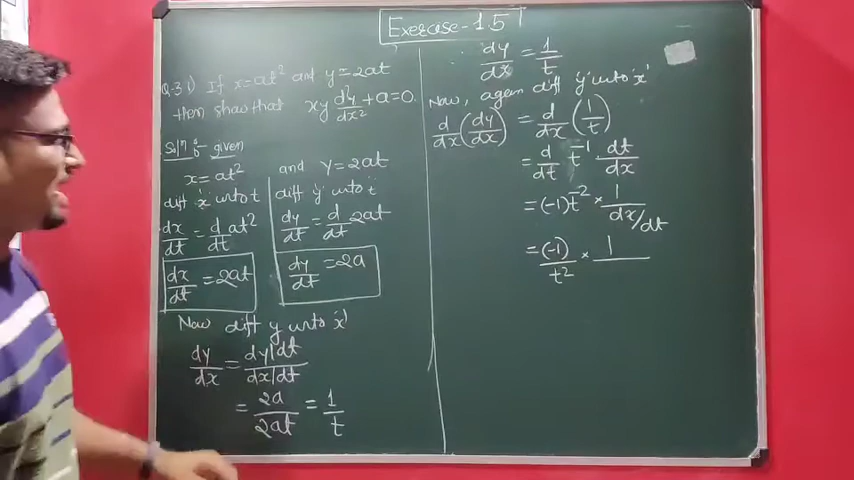 Exercise-15.1
Q.3 1) If x=at² and y=2at
then show that xy d²y/dx² +a=0.
Solⁿ:- given
x=at²
diff 'x' w.r.to t
dx/dt = d/dt at²
dx/dt = 2at
and y=2at
diff 'y' w.r.to 't'
dy/dt = d/dt 2at
dy/dt = 2a
Now diff y w.r.to 'x'
dy/dx = dy/dt / dx/dt
= 2a/2at = 1/t
∴ dy/dx = 1/t
Now, again diff 'y' w.r.to 'x'
d/dx (dy/dx) = d/dx (1/t)
= d/dt t⁻¹ · dt/dx
= (-1)t⁻² × 1/dx/dt
= (-1)/t² × 1/